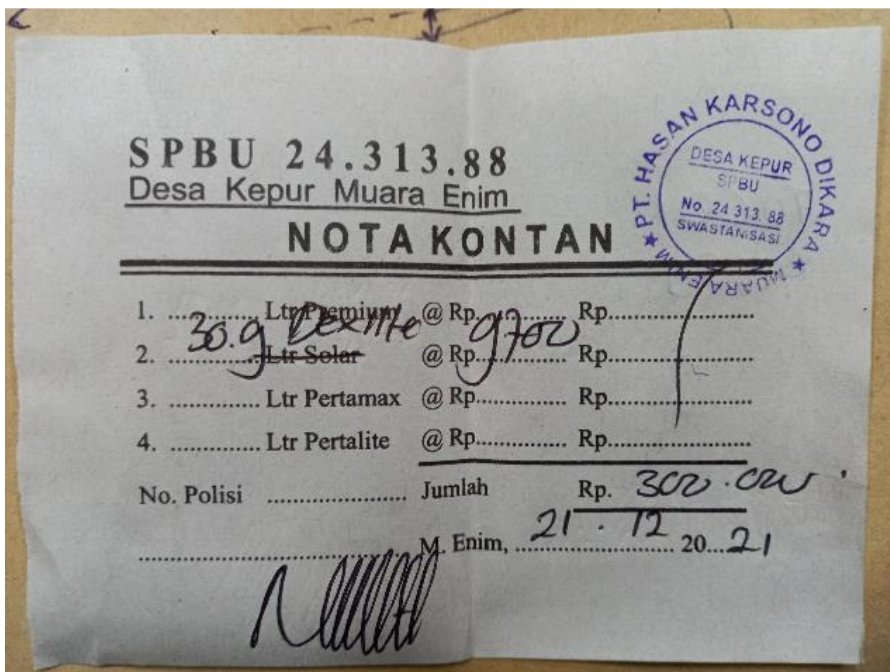 SPBU 24.313.88
Desa Kepur Muara Enim
NOTA KONTAN
PT. HASAN KARSONO DIKARA ★ MUARA ENIM ★
DESA KEPUR
SPBU
No. 24 313. 88
SWASTANISASI
1. .............. Ltr Premium @ Rp.............. Rp......................
30.9 Dexlite 9700
2. .............. Ltr Solar @ Rp.............. Rp......................
3. .............. Ltr Pertamax @ Rp.............. Rp......................
4. .............. Ltr Pertalite @ Rp.............. Rp......................
No. Polisi ...................... Jumlah Rp. 300.000
M. Enim, 21 . 12 20...21